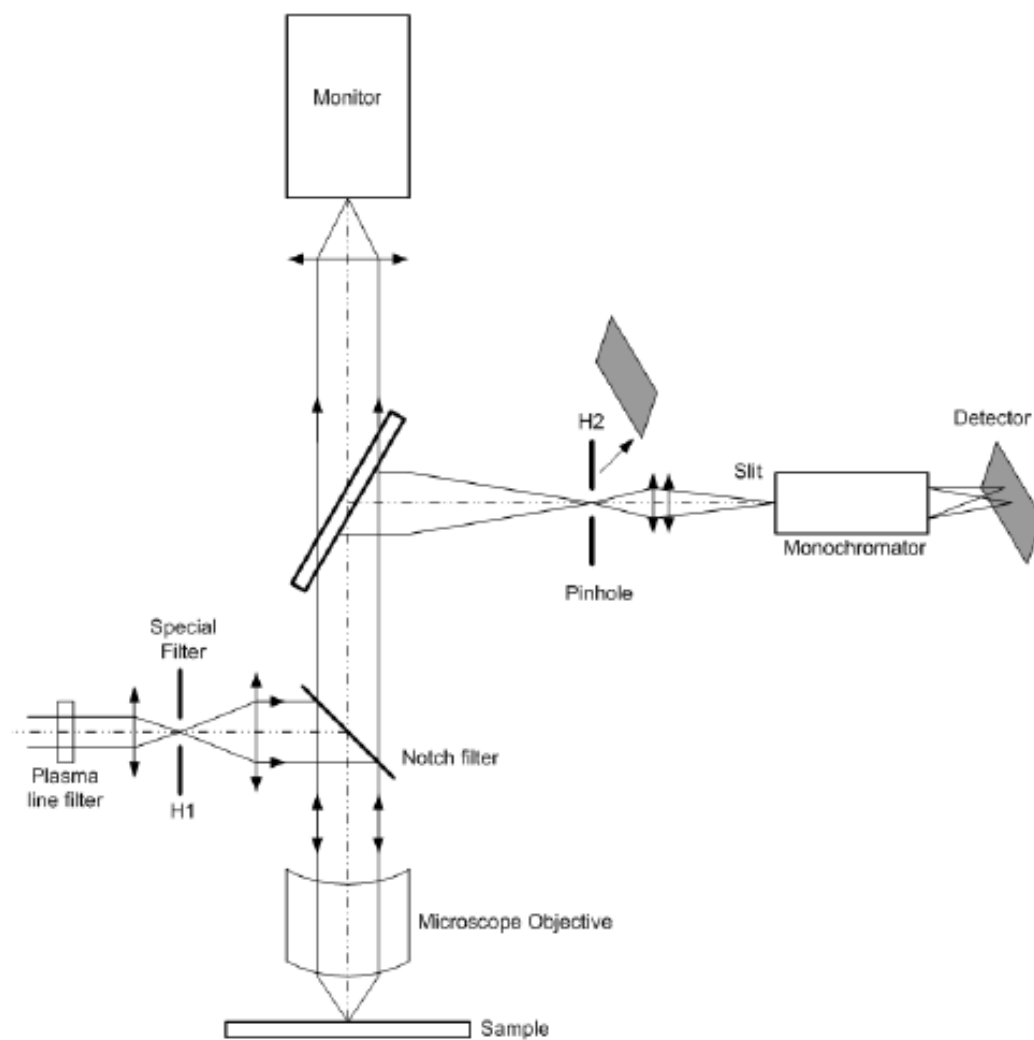 Monitor
H2
Detector
Slit
Monochromator
Pinhole
Special
Filter
Notch filter
Plasma
line filter
H1
Microscope Objective
Sample